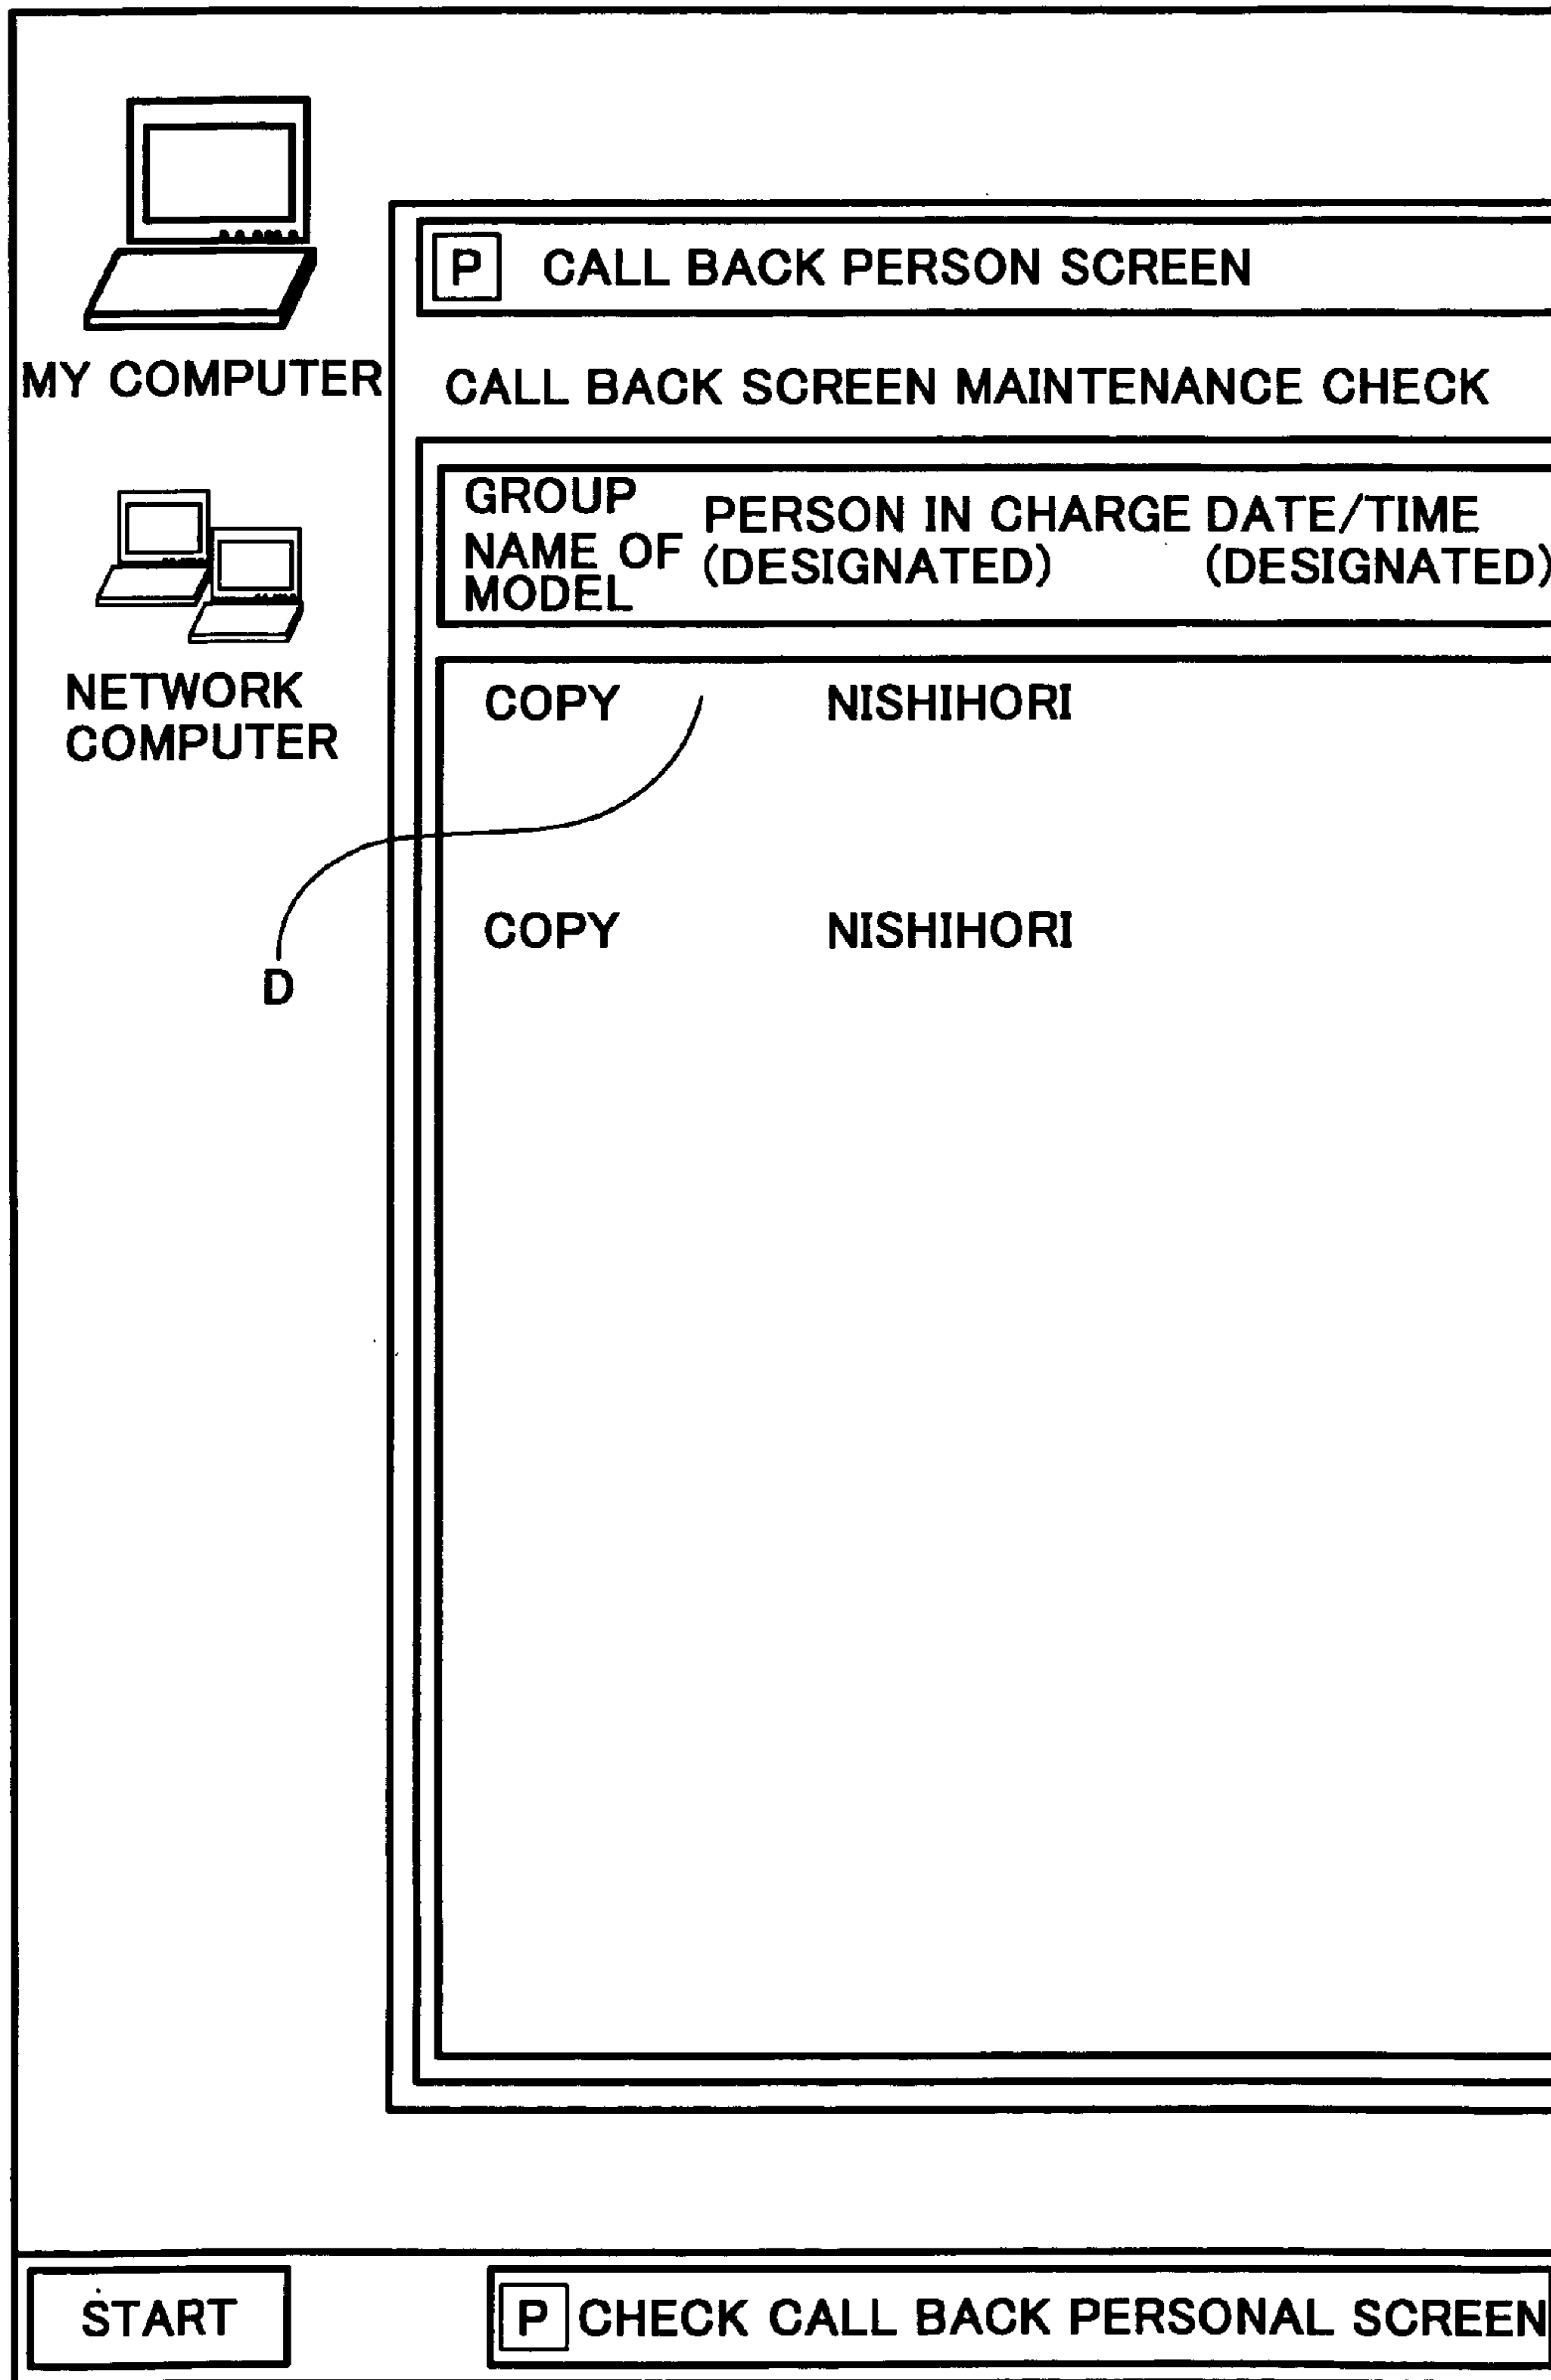 MY COMPUTER
NETWORK
COMPUTER
P CALL BACK PERSON SCREEN
CALL BACK SCREEN MAINTENANCE CHECK
GROUP
NAME OF
MODEL
PERSON IN CHARGE
(DESIGNATED)
DATE/TIME
(DESIGNATED)
COPY NISHIHORI
COPY NISHIHORI
D
START
P CHECK CALL BACK PERSONAL SCREEN